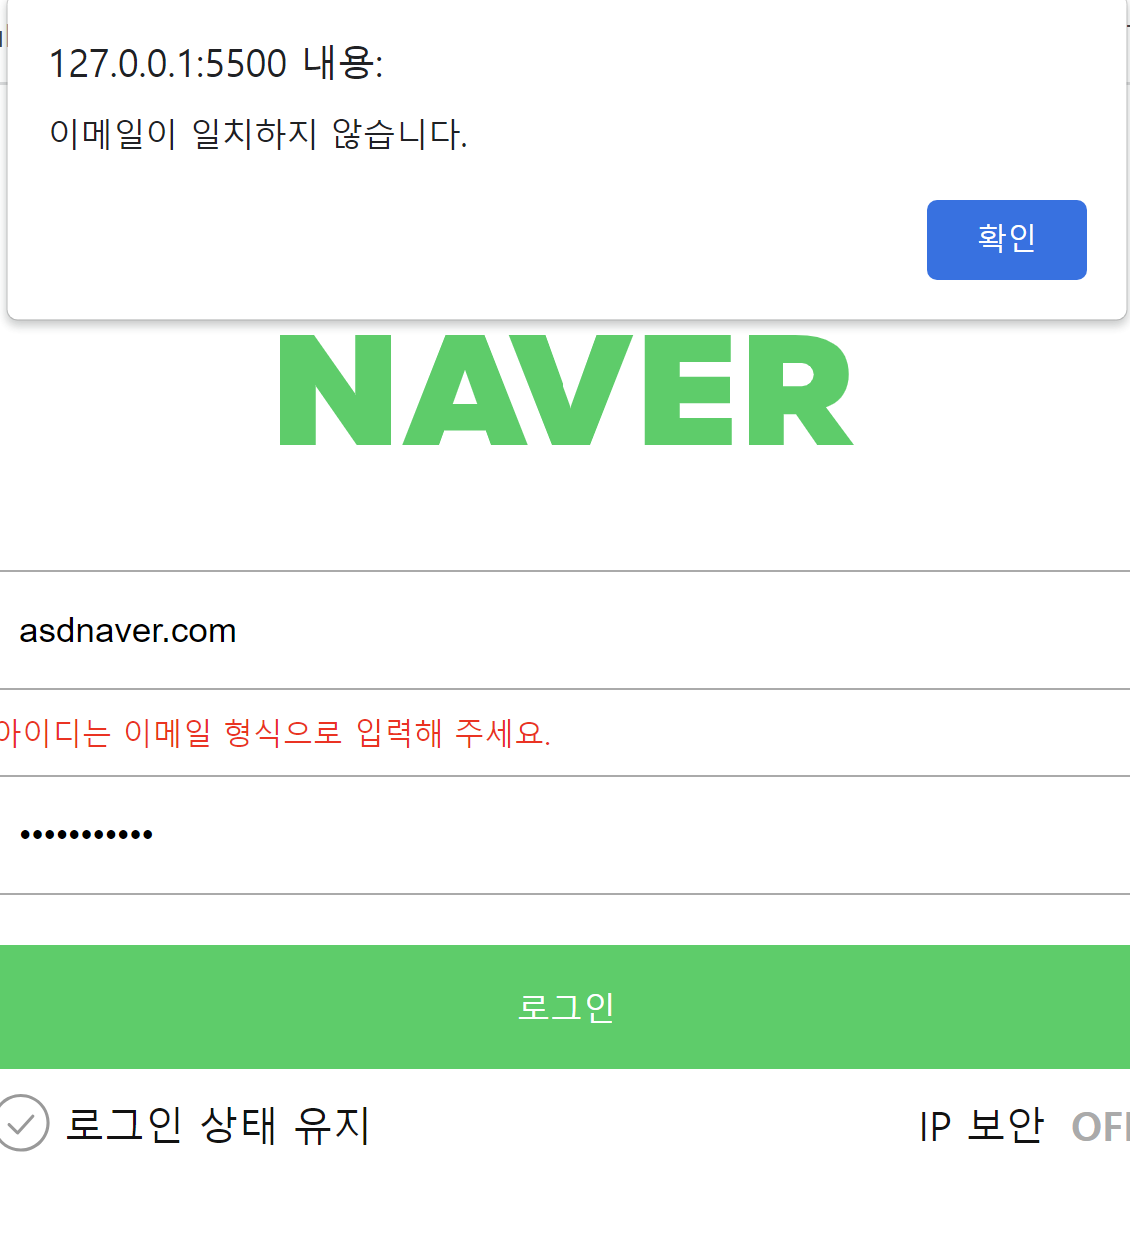 127.0.0.1:5500 내용:
이메일이 일치하지 않습니다.
확인
NAVER
asdnaver.com
아이디는 이메일 형식으로 입력해 주세요.
•••••••••••
로그인
로그인 상태 유지
IP 보안